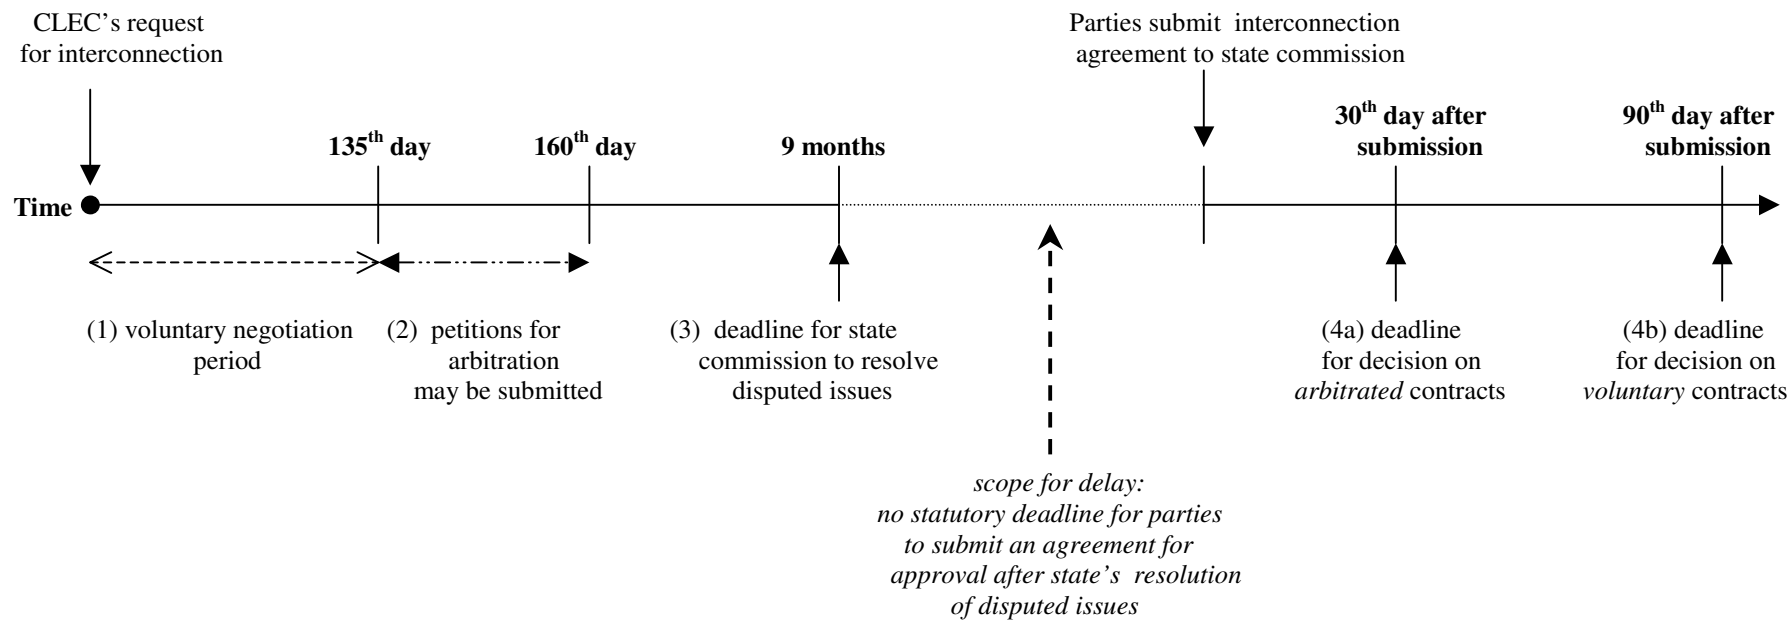 CLEC’s request
for interconnection
Parties submit interconnection
agreement to state commission
135th day
160th day
9 months
30th day after
submission
90th day after
submission
Time
(1) voluntary negotiation
period
(2) petitions for
arbitration
may be submitted
(3) deadline for state
commission to resolve
disputed issues
(4a) deadline
for decision on
arbitrated contracts
(4b) deadline
for decision on
voluntary contracts
scope for delay:
no statutory deadline for parties
to submit an agreement for
approval after state’s resolution
of disputed issues